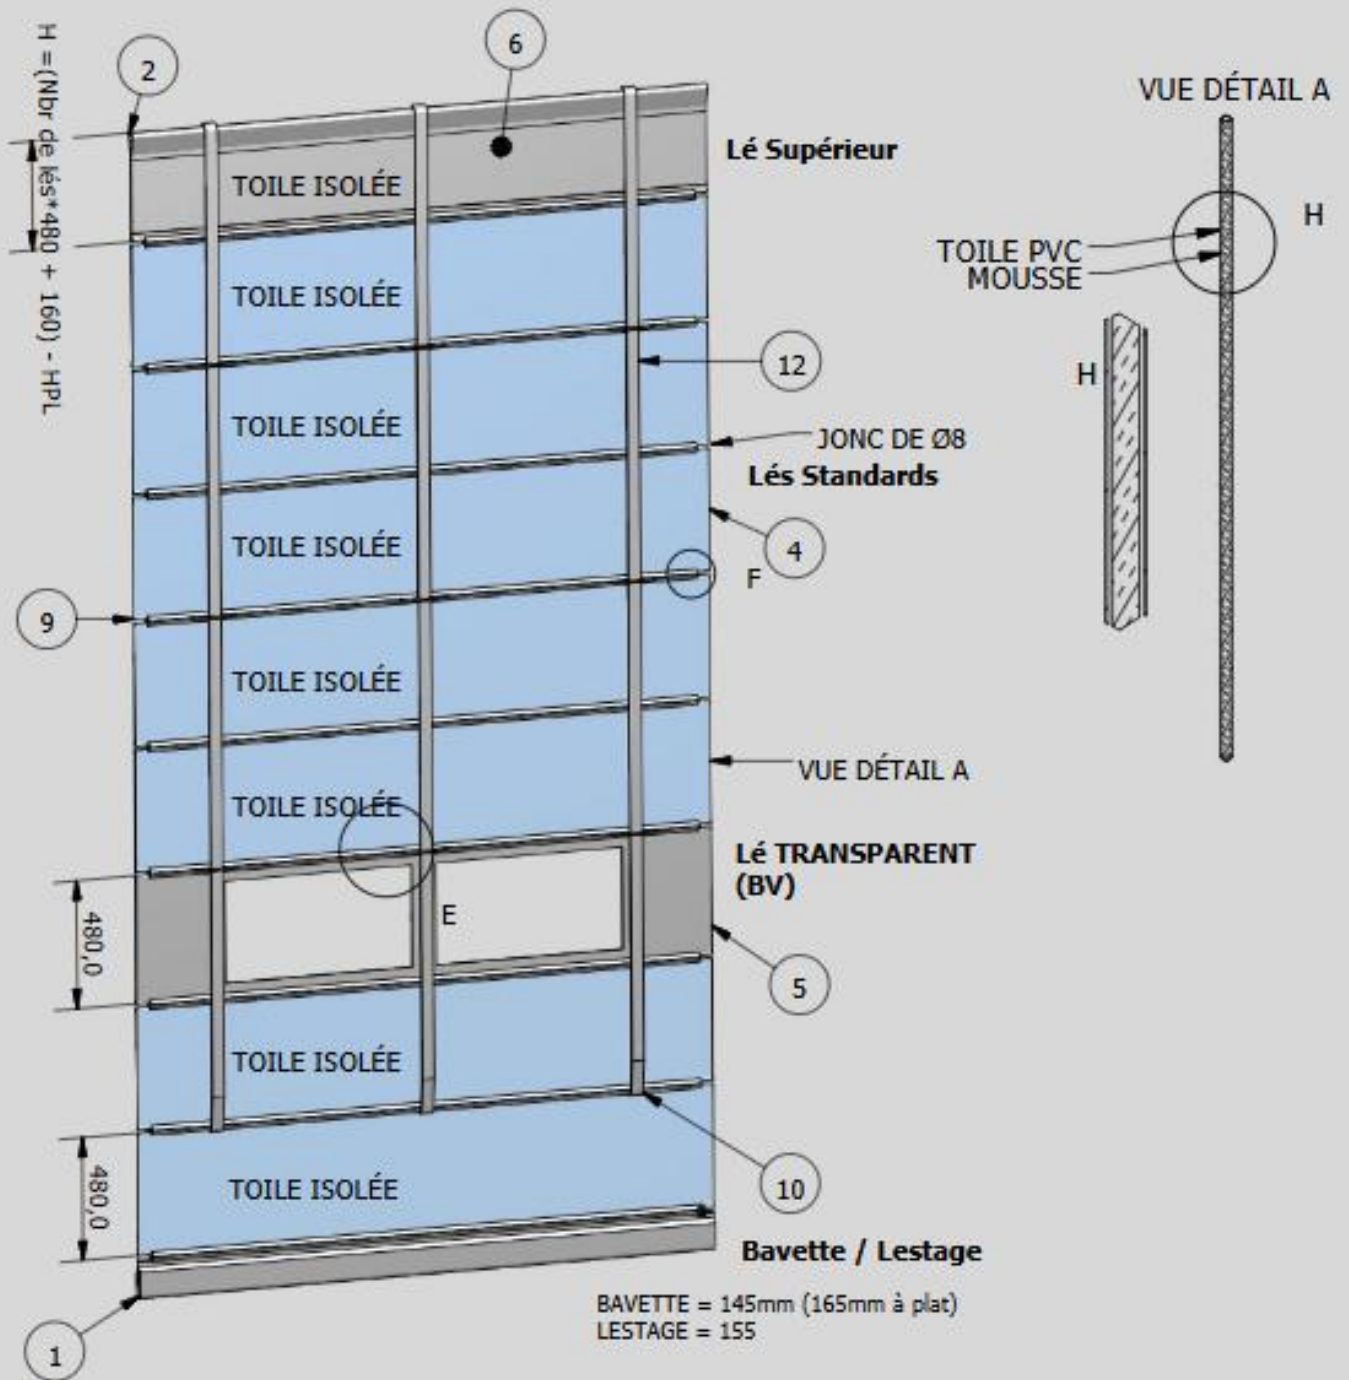 H =(Nbr de lés*480 + 160) - HPL
2
6
VUE DÉTAIL A
Lé Supérieur
TOILE ISOLÉE
H
TOILE PVC
MOUSSE
TOILE ISOLÉE
12
H
TOILE ISOLÉE
JONC DE Ø8
Lés Standards
TOILE ISOLÉE
4
F
9
TOILE ISOLÉE
VUE DÉTAIL A
TOILE ISOLÉE
Lé TRANSPARENT
(BV)
480,0
E
5
TOILE ISOLÉE
480,0
TOILE ISOLÉE
10
Bavette / Lestage
BAVETTE = 145mm (165mm à plat)
LESTAGE = 155
1